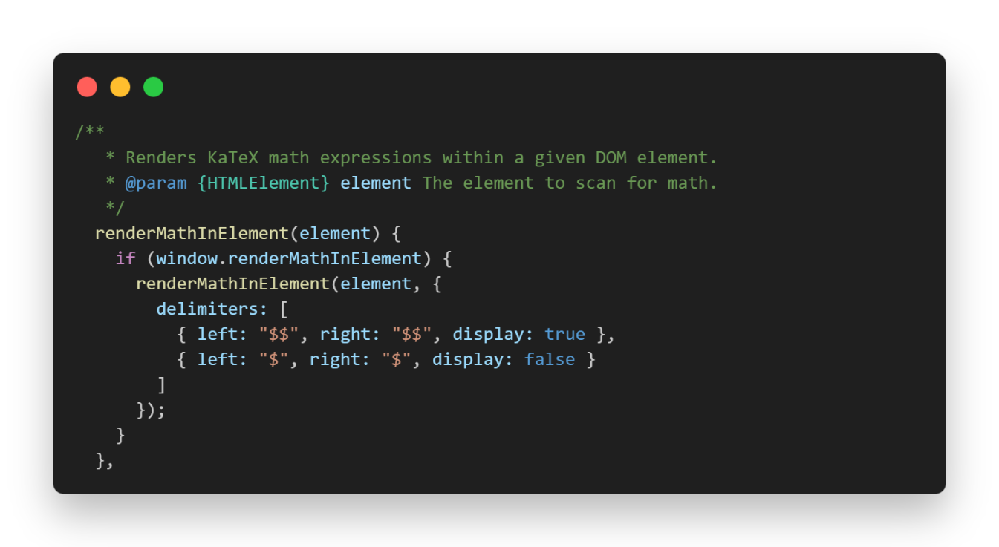 /**
   * Renders KaTeX math expressions within a given DOM element.
   * @param {HTMLElement} element The element to scan for math.
   */
  renderMathInElement(element) {
    if (window.renderMathInElement) {
      renderMathInElement(element, {
        delimiters: [
          { left: "$$", right: "$$", display: true },
          { left: "$", right: "$", display: false }
        ]
      });
    }
  },